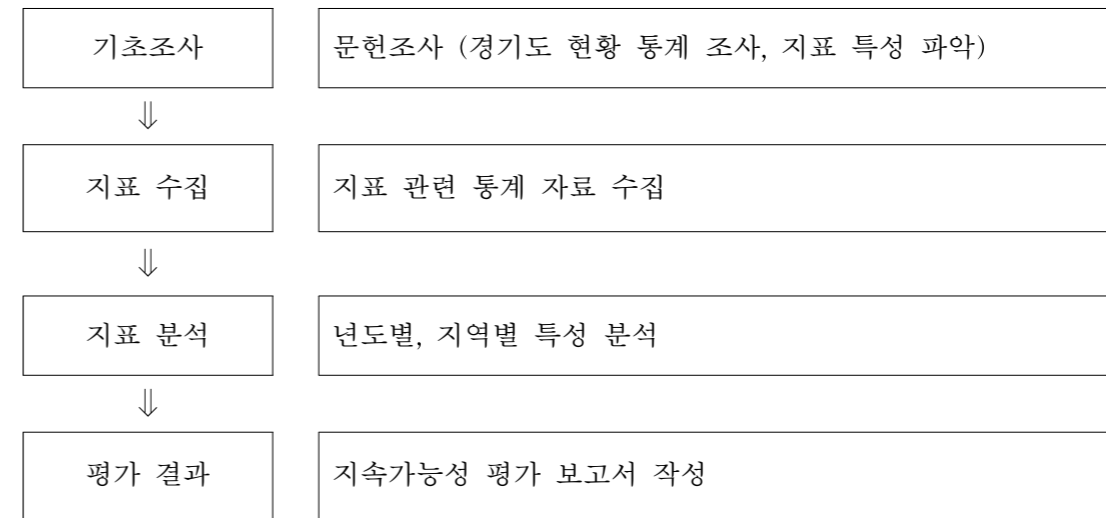 기초조사
문헌조사 (경기도 현황 통계 조사, 지표 특성 파악)
⇓
지표 수집
지표 관련 통계 자료 수집
⇓
지표 분석
년도별, 지역별 특성 분석
⇓
평가 결과
지속가능성 평가 보고서 작성